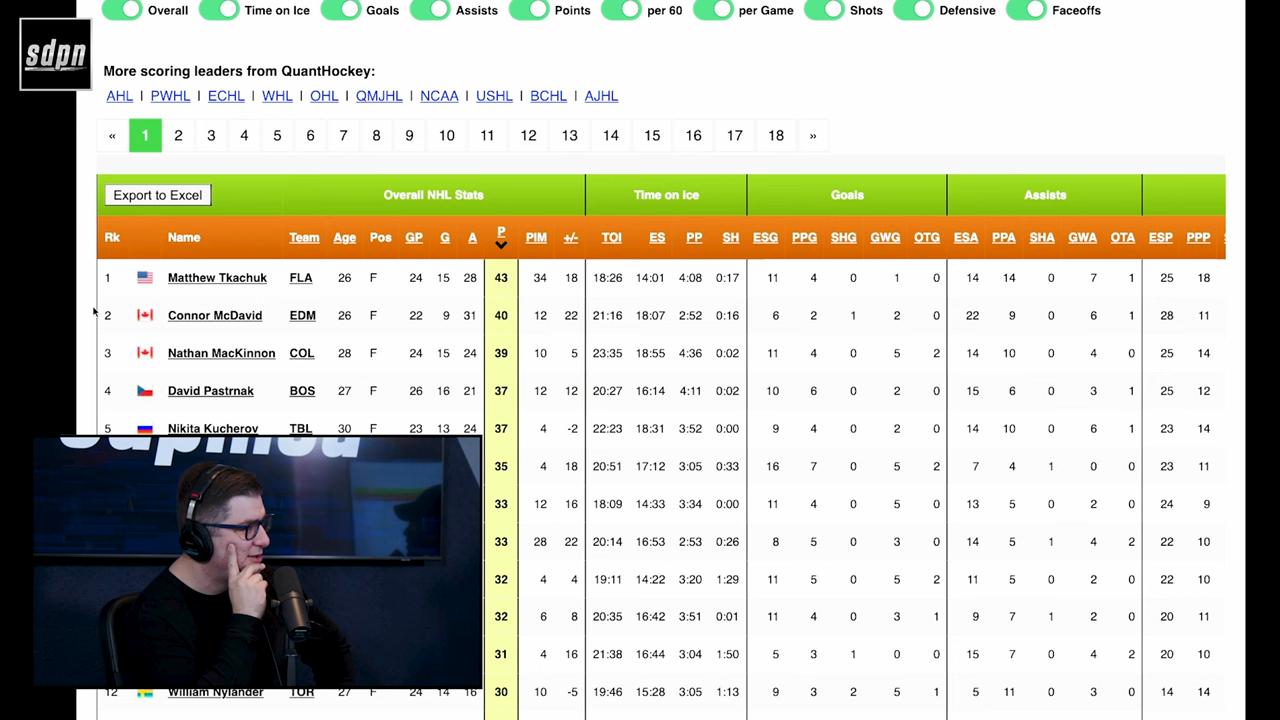 Overall Time on Ice Goals Assists Points per 60 per Game Shots Defensive Faceoffs
sdpn
More scoring leaders from QuantHockey:
AHL | PWHL | ECHL | WHL | OHL | QMJHL | NCAA | USHL | BCHL | AJHL
« 1 2 3 4 5 6 7 8 9 10 11 12 13 14 15 16 17 18 »
Export to Excel Overall NHL Stats Time on Ice Goals Assists
Rk Name Team Age Pos GP G A P PIM +/- TOI ES PP SH ESG PPG SHG GWG OTG ESA PPA SHA GWA OTA ESP PPP
1 Matthew Tkachuk FLA 26 F 24 15 28 43 34 18 18:26 14:01 4:08 0:17 11 4 0 1 0 14 14 0 7 1 25 18
2 Connor McDavid EDM 26 F 22 9 31 40 12 22 21:16 18:07 2:52 0:16 6 2 1 2 0 22 9 0 6 1 28 11
3 Nathan MacKinnon COL 28 F 24 15 24 39 10 5 23:35 18:55 4:36 0:02 11 4 0 5 2 14 10 0 4 0 25 14
4 David Pastrnak BOS 27 F 26 16 21 37 12 12 20:27 16:14 4:11 0:02 10 6 0 2 0 15 6 0 3 1 25 12
5 Nikita Kucherov TBL 30 F 23 13 24 37 4 -2 22:23 18:31 3:52 0:00 9 4 0 2 0 14 10 0 6 1 23 14
35 4 18 20:51 17:12 3:05 0:33 16 7 0 5 2 7 4 1 0 0 23 11
33 12 16 18:09 14:33 3:34 0:00 11 4 0 5 0 13 5 0 2 0 24 9
33 28 22 20:14 16:53 2:53 0:26 8 5 0 3 0 14 5 1 4 2 22 10
32 4 4 19:11 14:22 3:20 1:29 11 5 0 5 2 11 5 0 2 0 22 10
32 6 8 20:35 16:42 3:51 0:01 11 4 0 3 1 9 7 1 2 0 20 11
31 4 16 21:38 16:44 3:04 1:50 5 3 1 0 0 15 7 0 4 2 20 10
12 William Nylander TOR 27 F 24 14 16 30 10 -5 19:46 15:28 3:05 1:13 9 3 2 5 1 5 11 0 3 0 14 14